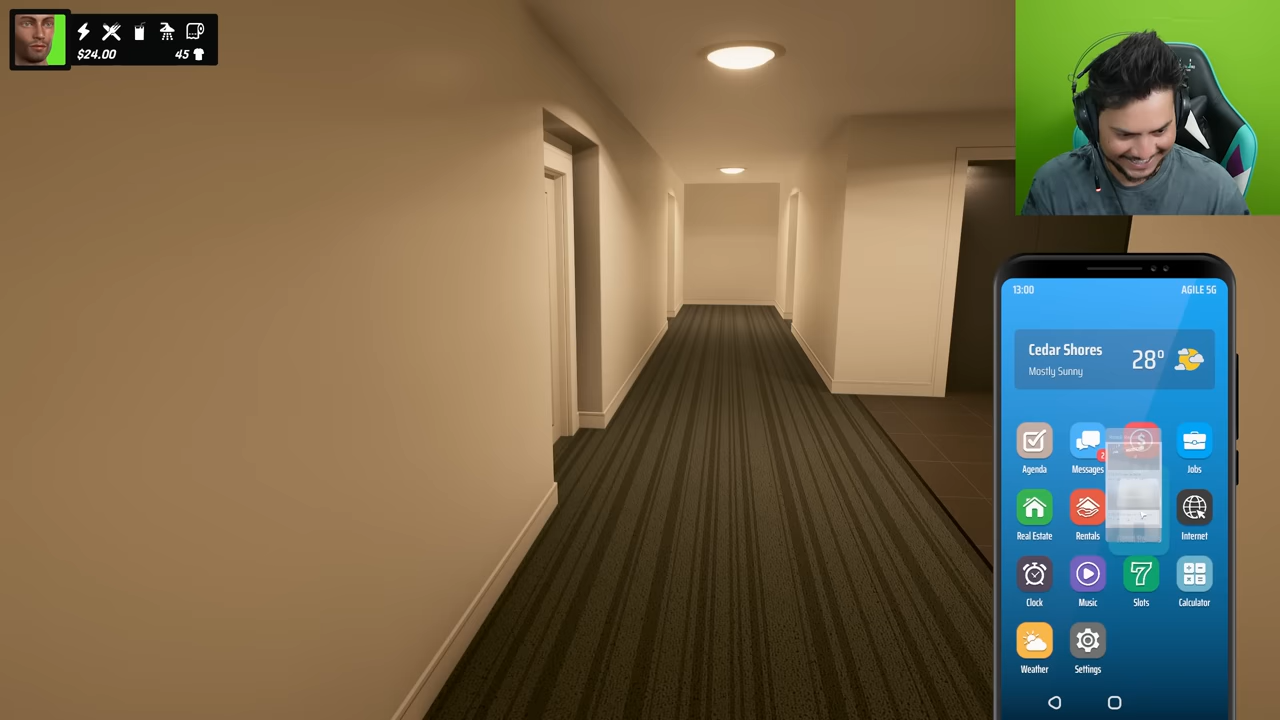 $24.00
45
13:00
AGILE 5G
Cedar Shores
28°
Mostly Sunny
2
Agenda
Messages
Jobs
Real Estate
Rentals
Internet
Clock
Music
7
Slots
Calculator
Weather
Settings